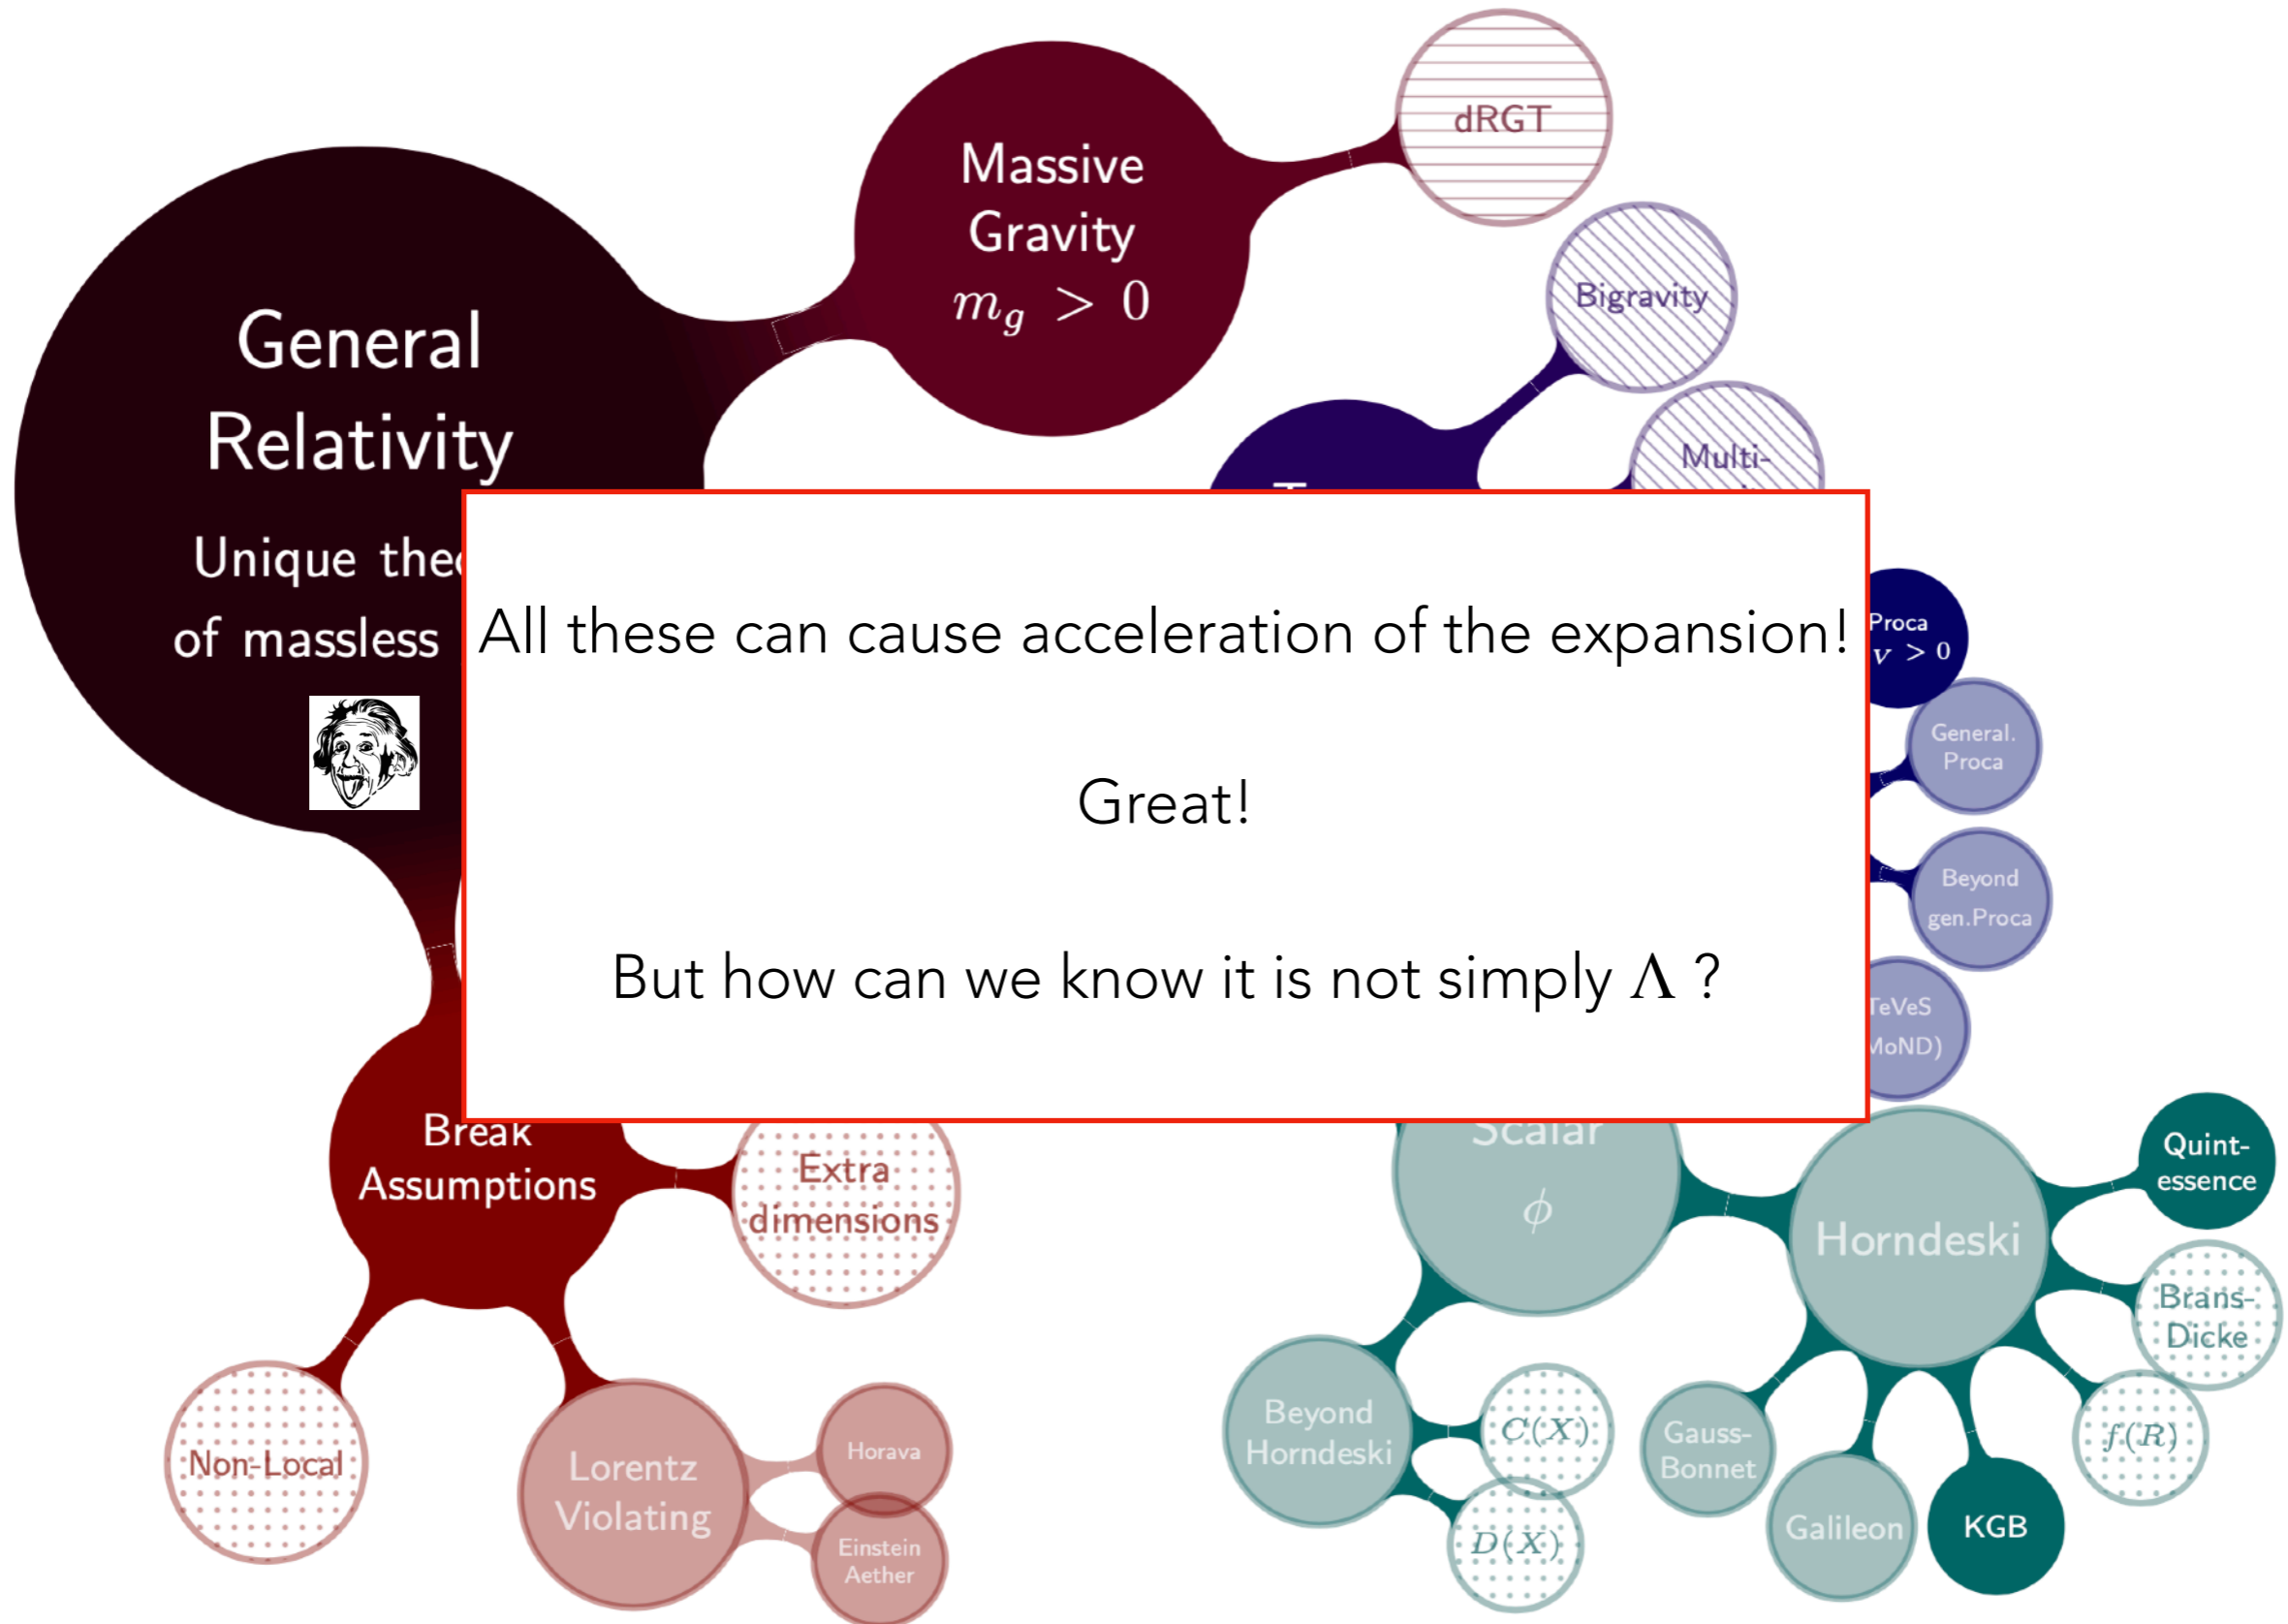 General
Relativity
Unique
of massless
Massive
Gravity
m_g > 0
dRGT
Bigravity
Multi-
All these can cause acceleration of the expansion!
Great!
But how can we know it is not simply Λ ?
Proca
> 0
General.
Proca
Beyond
gen.Proca
TeVeS
MoND)
Break
Assumptions
Extra
dimensions
Non-Local
Lorentz
Violating
Horava
Einstein
Aether
Scalar
ϕ
Horndeski
Quint-
essence
Brans-
Dicke
f(R)
KGB
Galileon
Gauss-
Bonnet
Beyond
Horndeski
C(X)
D(X)